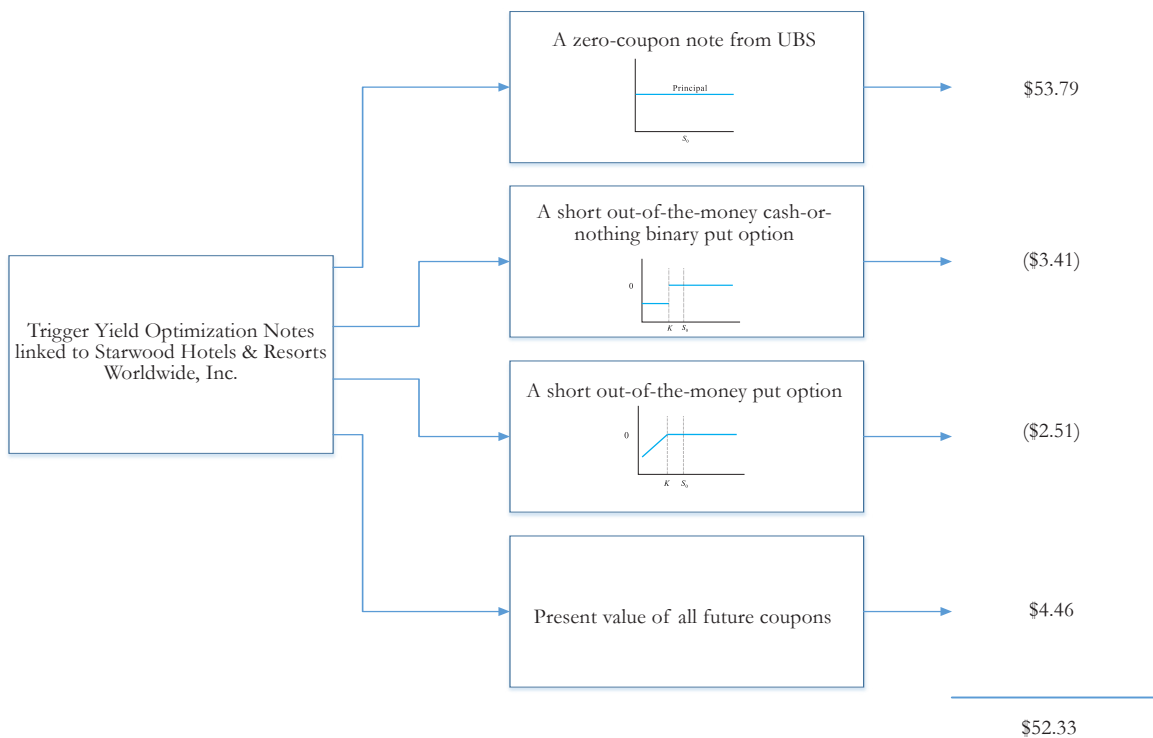 A zero-coupon note from UBS
Principal
S₀
$53.79
A short out-of-the-money cash-or-
nothing binary put option
0
K
S₀
($3.41)
Trigger Yield Optimization Notes
linked to Starwood Hotels & Resorts
Worldwide, Inc.
A short out-of-the-money put option
0
K
S₀
($2.51)
Present value of all future coupons
$4.46
$52.33